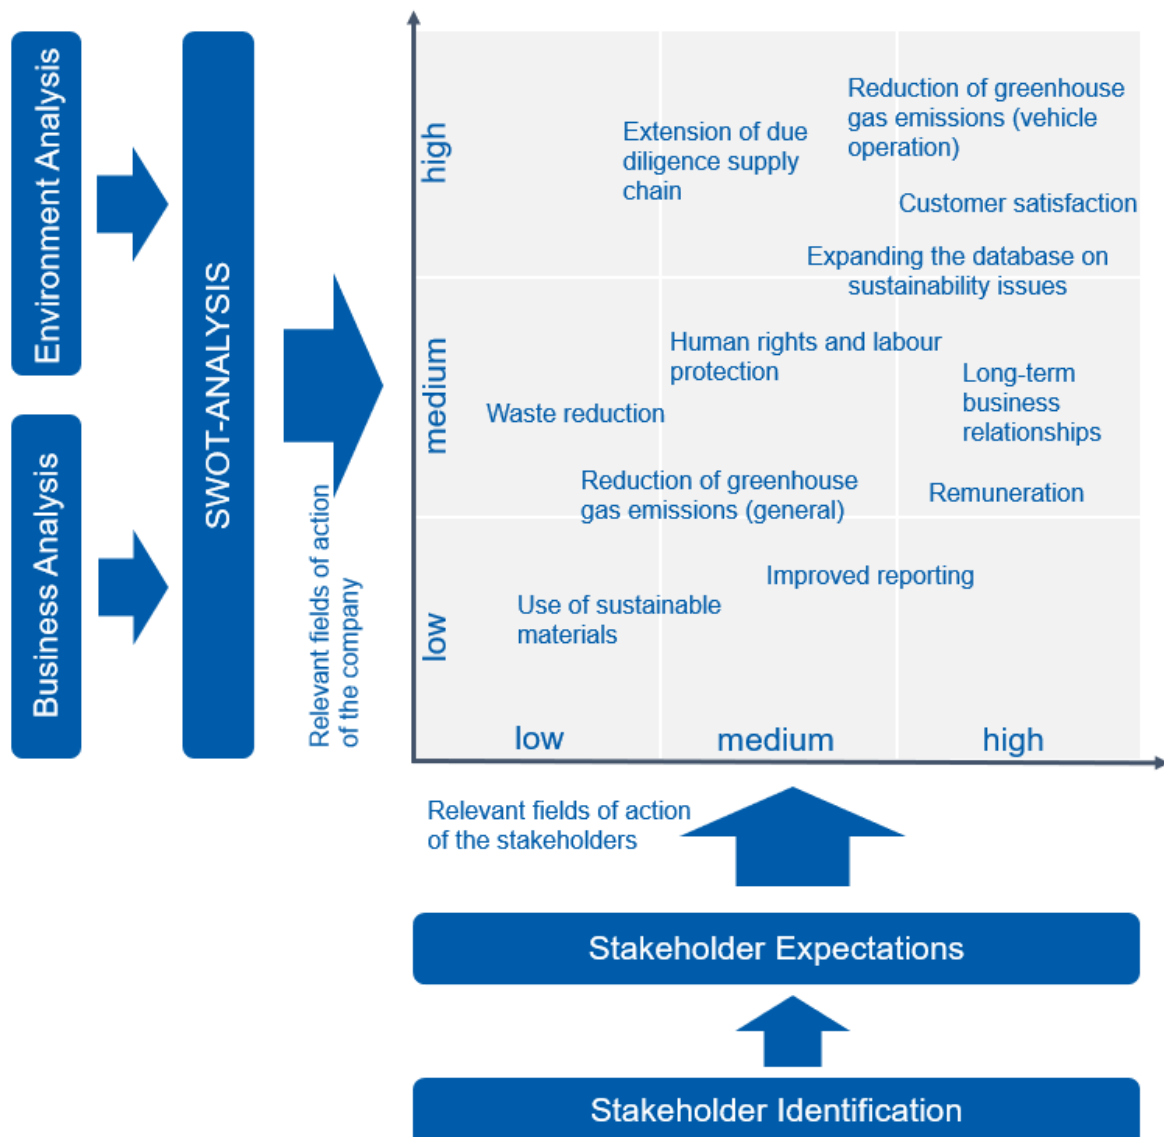 Environment Analysis
Business Analysis
SWOT-ANALYSIS
Relevant fields of action
of the company
high
medium
low
Reduction of greenhouse
gas emissions (vehicle
operation)
Extension of due
diligence supply
chain
Customer satisfaction
Expanding the database on
sustainability issues
Human rights and labour
protection
Long-term
business
relationships
Waste reduction
Reduction of greenhouse
gas emissions (general)
Remuneration
Improved reporting
Use of sustainable
materials
low
medium
high
Relevant fields of action
of the stakeholders
Stakeholder Expectations
Stakeholder Identification